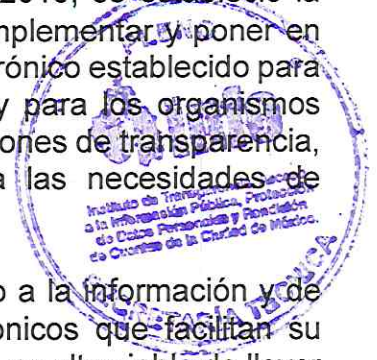 mplementar y poner en
rónico establecido para
y para los organismos
ones de transparencia,
a las necesidades de
Instituto de Transparencia, Acceso
a la Información Pública, Protección
de Datos Personales y Rendición
de Cuentas de la Ciudad de México.
o a la información y de
ónicos que facilitan su
SECRETARÍA TÉCNICA